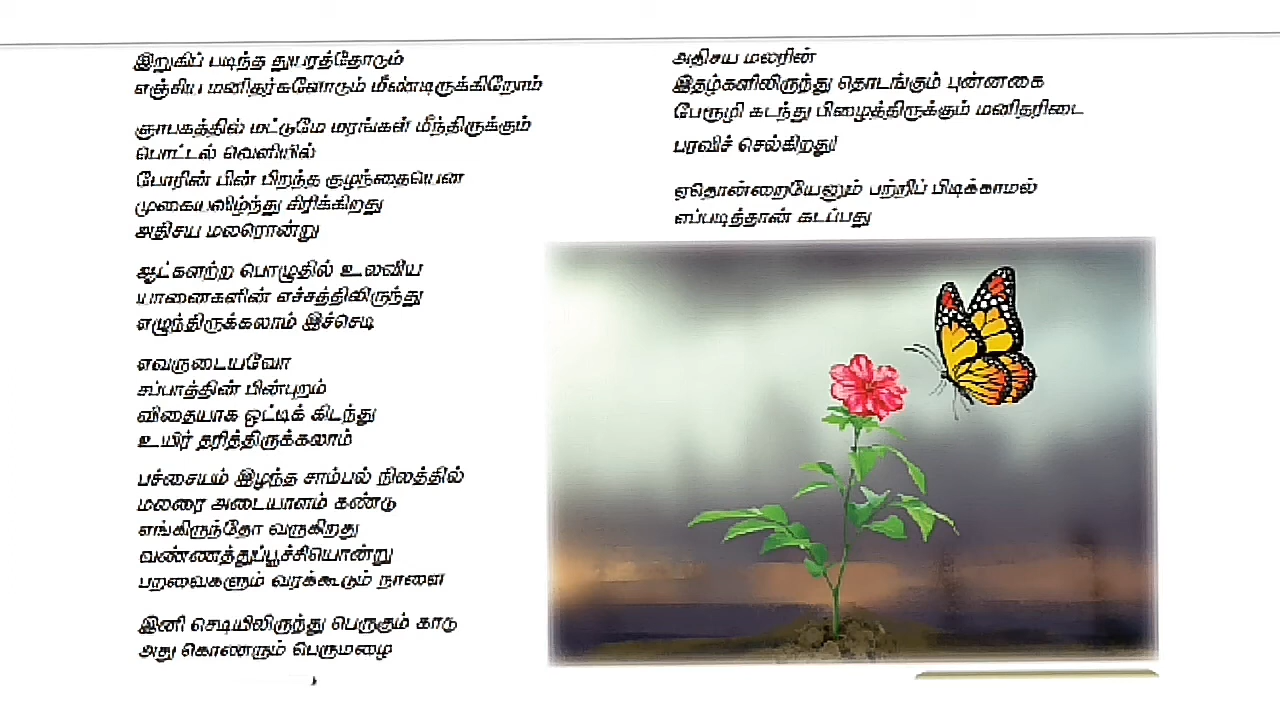 இறுகிப் படிந்த துயரத்தோடும்
எஞ்சிய மனிதர்களோடும் மீண்டிருக்கிறோம்
ஞாபகத்தில் மட்டுமே மரங்கள் மீந்திருக்கும்
பொட்டல் வெளியில்
போரின் பின் பிறந்த குழந்தையென
முகையவிழ்ந்து சிரிக்கிறது
அதிசய மலரொன்று
ஆட்களற்ற பொழுதில் உலவிய
யானைகளின் எச்சத்திலிருந்து
எழுந்திருக்கலாம் இச்செடி
எவருடையவோ
சப்பாத்தின் பின்புறம்
விதையாக ஒட்டிக் கிடந்து
உயிர் தரித்திருக்கலாம்
பச்சையம் இழந்த சாம்பல் நிலத்தில்
மலரை அடையாளம் கண்டு
எங்கிருந்தோ வருகிறது
வண்ணத்துப்பூச்சியொன்று
பறவைகளும் வரக்கூடும் நாளை
இனி செடியிலிருந்து பெருகும் காடு
அது கொணரும் பெருமழை
அதிசய மலரின்
இதழ்களிலிருந்து தொடங்கும் புன்னகை
பேரூழி கடந்து பிழைத்திருக்கும் மனிதரிடை
பரவிச் செல்கிறது!
ஏதொன்றையேனும் பற்றிப் பிடிக்காமல்
எப்படித்தான் கடப்பது